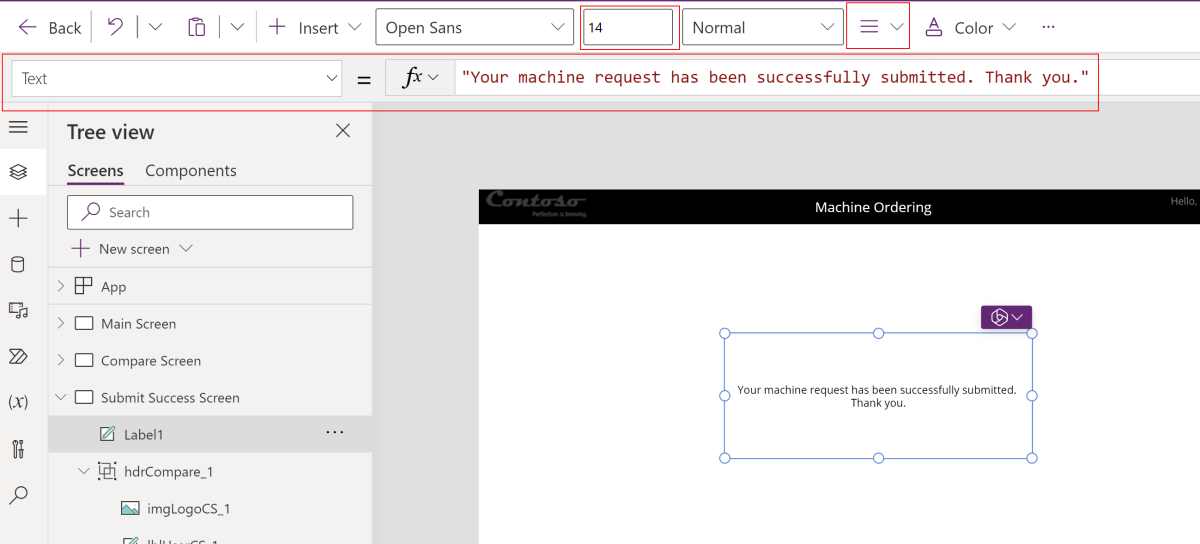 Back
Insert
Open Sans
14
Normal
Color
...
Text
=
fx
"Your machine request has been successfully submitted. Thank you."
Tree view
Screens
Components
Search
New screen
App
Main Screen
Compare Screen
Submit Success Screen
Label1
...
hdrCompare_1
imgLogoCS_1
lblUserCS_1
(x)
Contoso
Perfection is brewing.
Machine Ordering
Hello,
Your machine request has been successfully submitted.
Thank you.